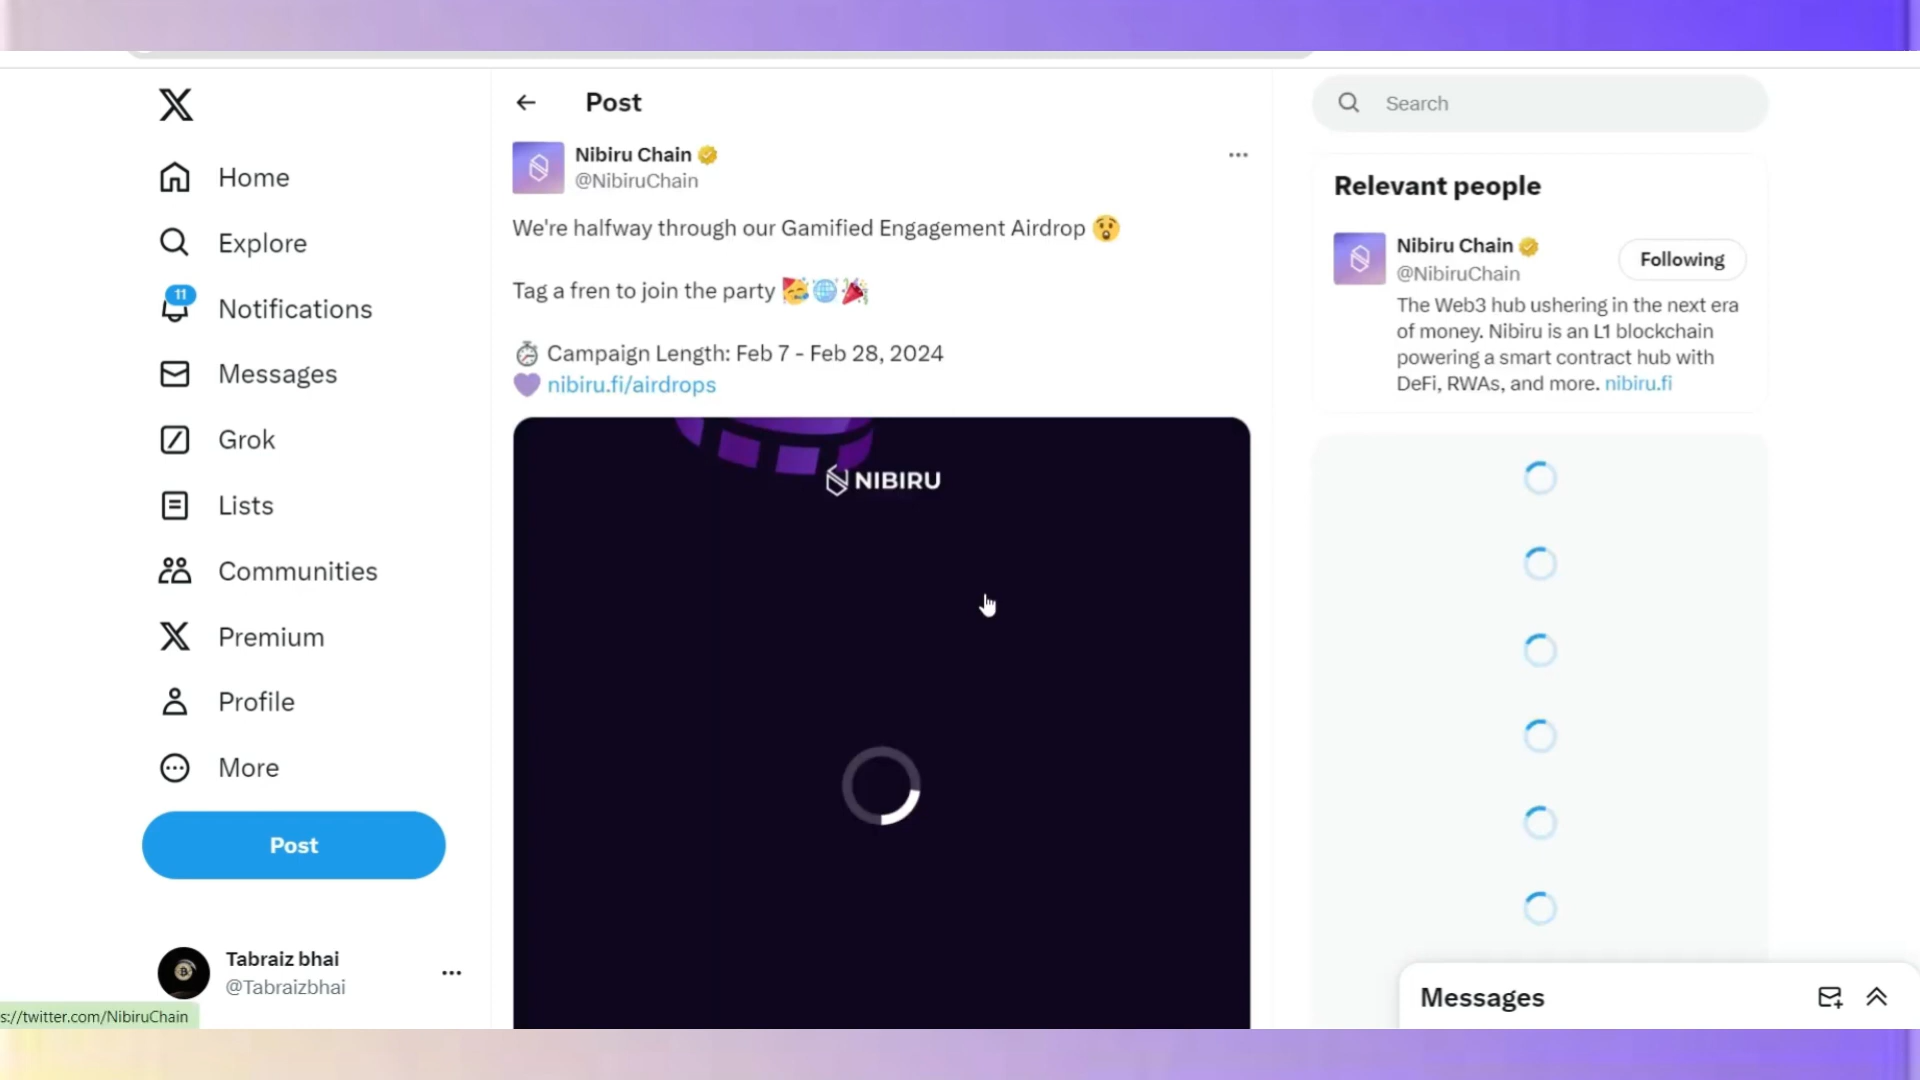 Home
Explore
11
Notifications
Messages
Grok
Lists
Communities
Premium
Profile
More
Post
Tabraiz bhai
@Tabraizbhai
s://twitter.com/NibiruChain
Post
Nibiru Chain
@NibiruChain
We're halfway through our Gamified Engagement Airdrop 😲
Tag a fren to join the party 🥳🌐🎉
⏱ Campaign Length: Feb 7 - Feb 28, 2024
💜 nibiru.fi/airdrops
NIBIRU
Search
Relevant people
Nibiru Chain
@NibiruChain
Following
The Web3 hub ushering in the next era
of money. Nibiru is an L1 blockchain
powering a smart contract hub with
DeFi, RWAs, and more. nibiru.fi
Messages